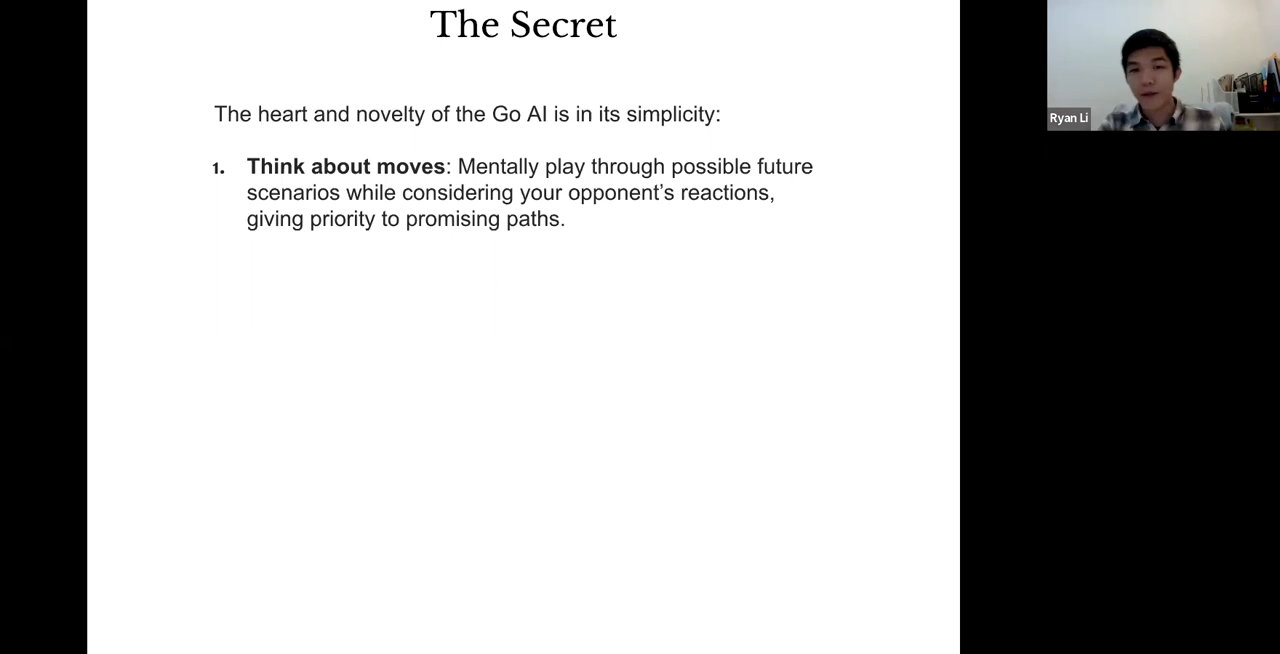 The Secret
The heart and novelty of the Go AI is in its simplicity:
1. Think about moves: Mentally play through possible future
scenarios while considering your opponent’s reactions,
giving priority to promising paths.
Ryan Li